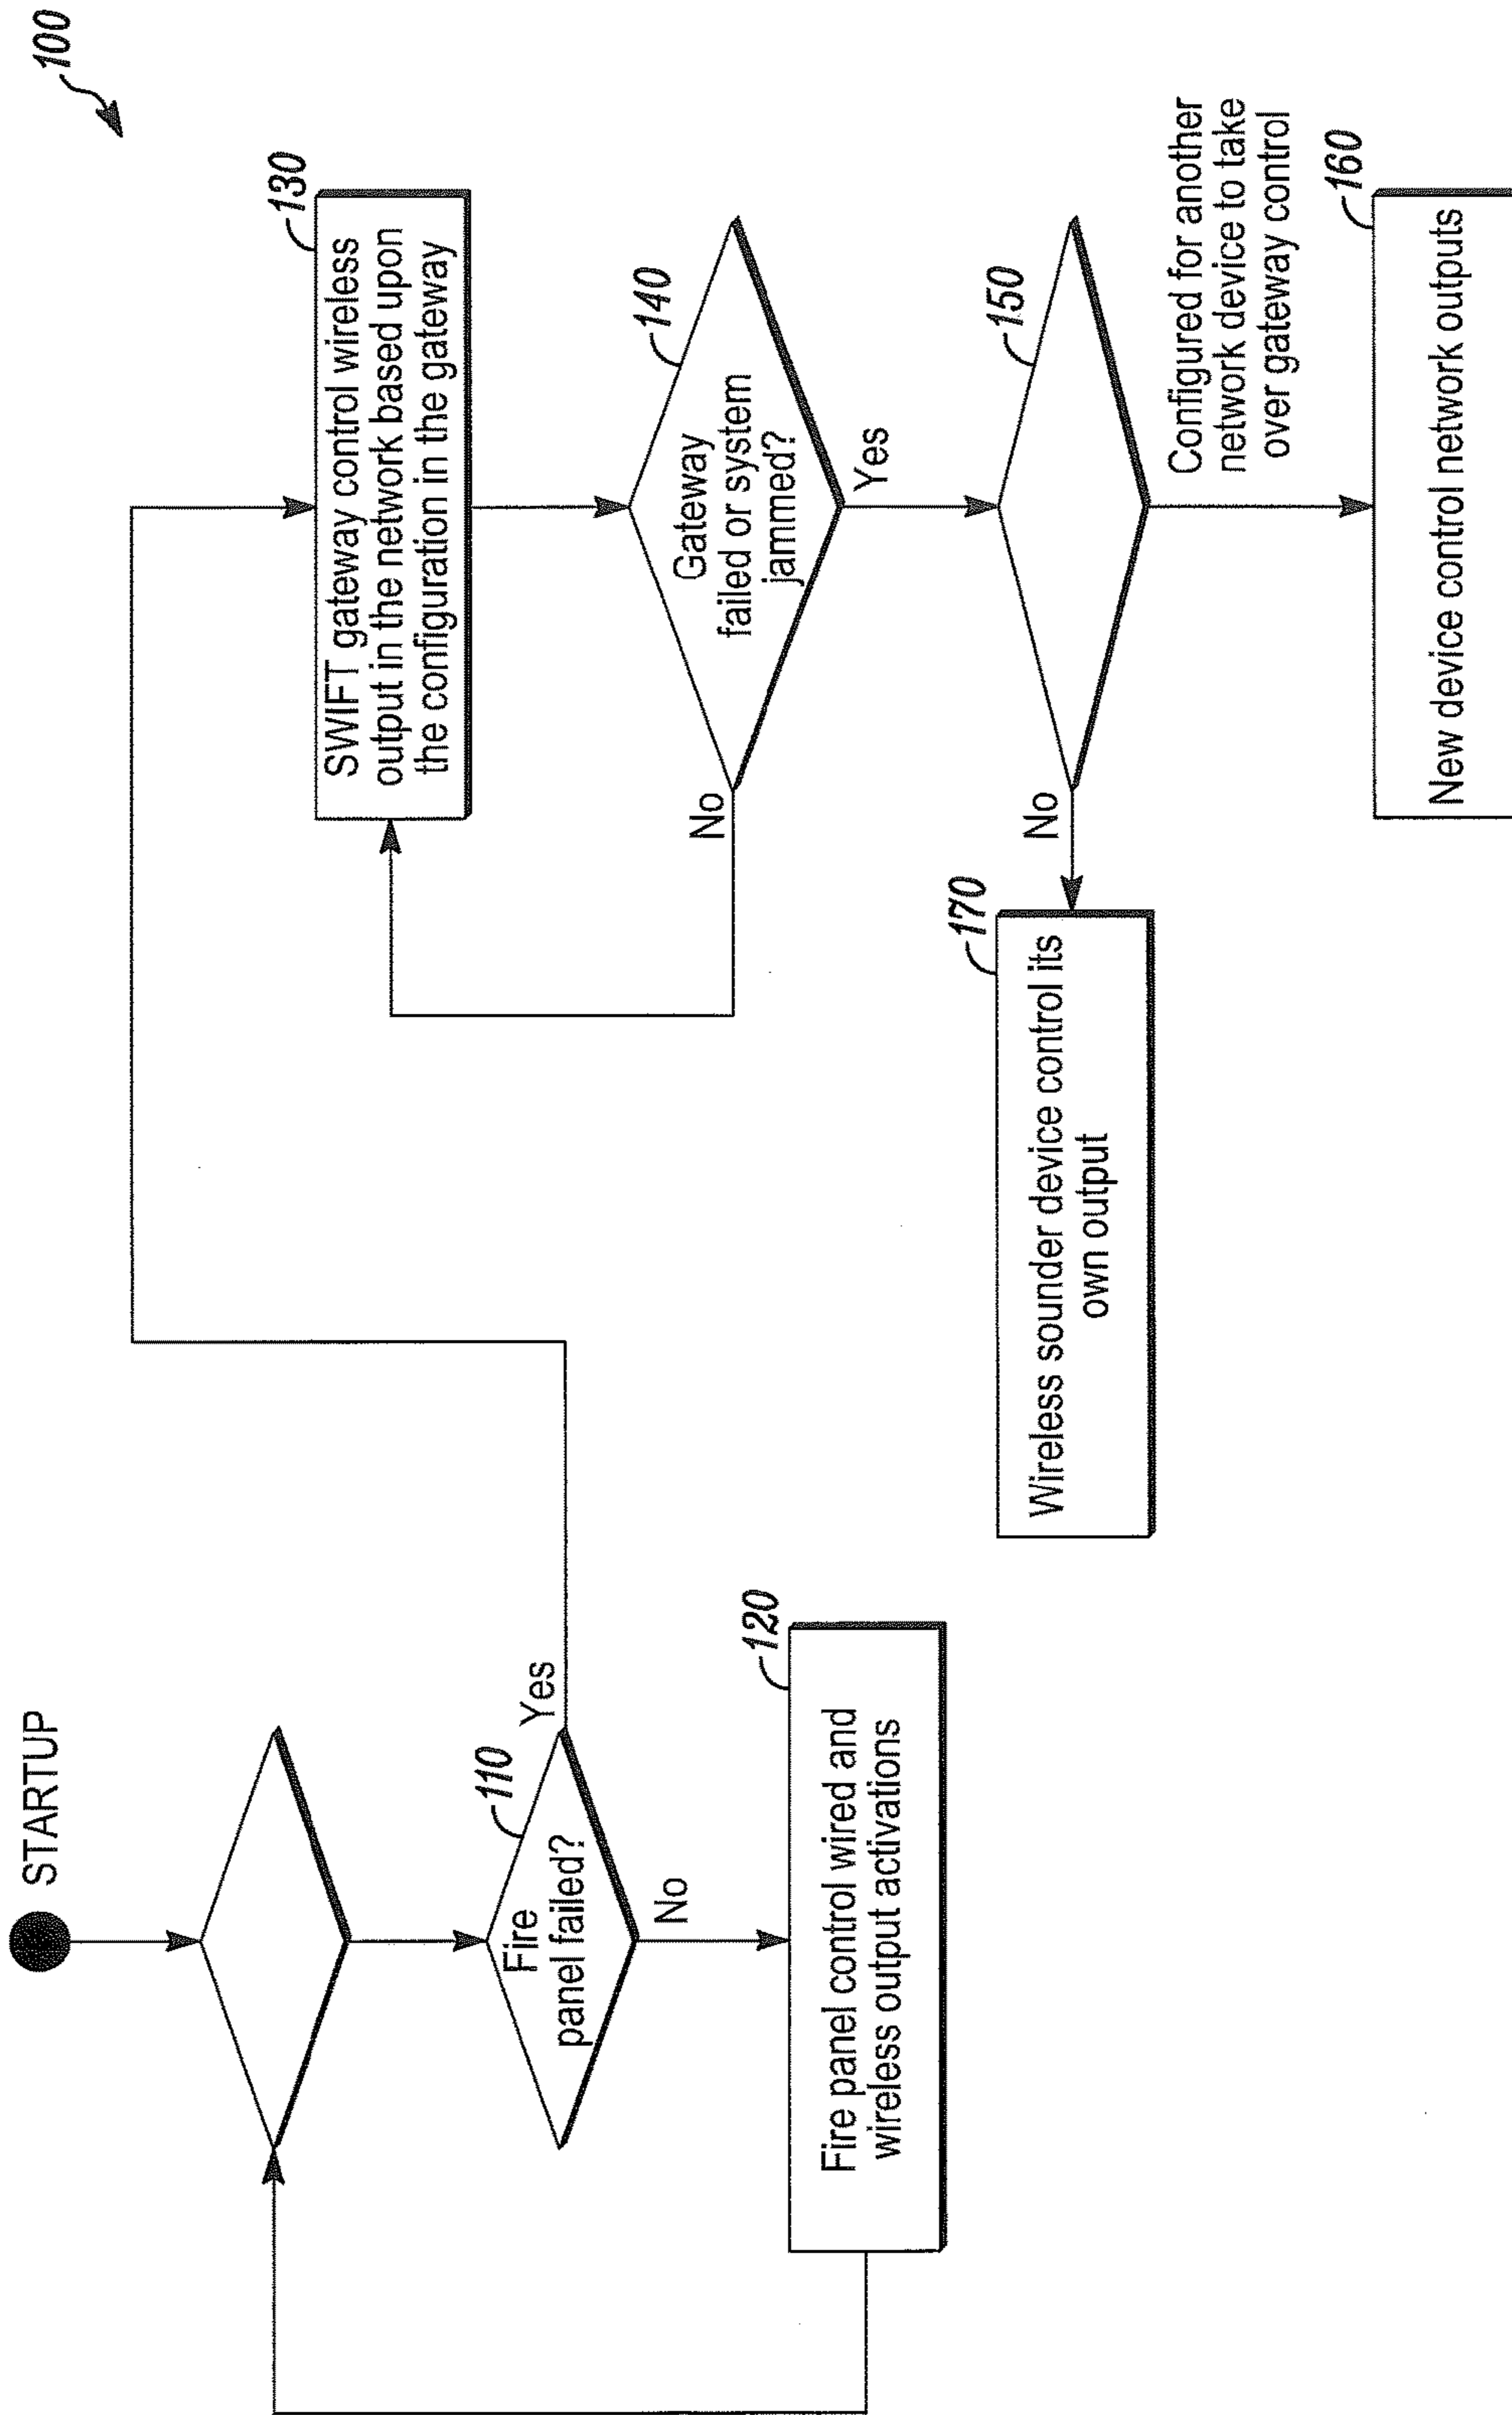 100
STARTUP
110
Fire
panel failed?
Yes
No
120
Fire panel control wired and
wireless output activations
130
SWIFT gateway control wireless
output in the network based upon
the configuration in the gateway
140
Gateway
failed or system
jammed?
No
Yes
150
No
Configured for another
network device to take
over gateway control
160
New device control network outputs
170
Wireless sounder device control its
own output